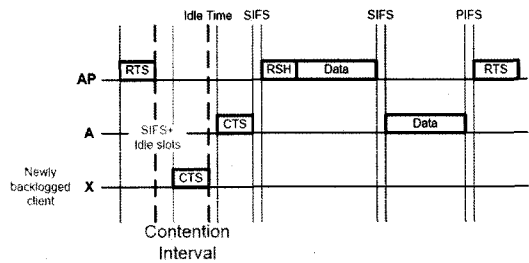 Idle Time SIFS SIFS PIFS
AP RTS RSH Data RTS
A SIFS+ CTS Data
Idle slots
Newly
backlogged X CTS
client
Contention
Interval